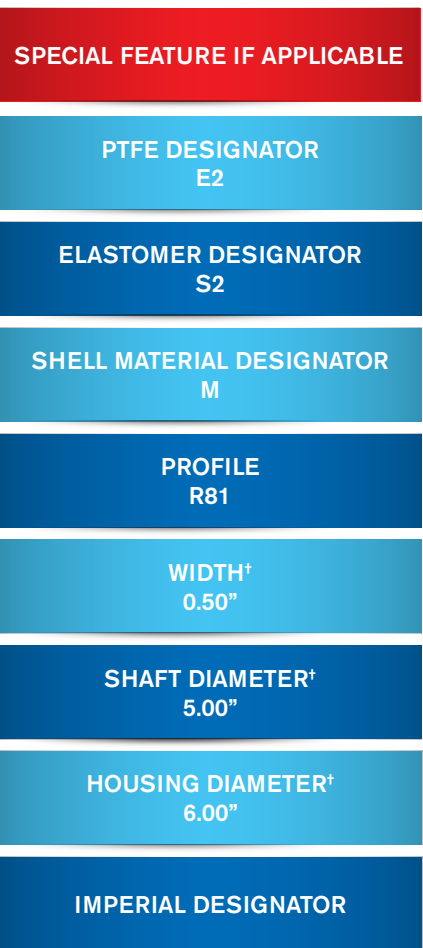 SPECIAL FEATURE IF APPLICABLE
PTFE DESIGNATOR
E2
ELASTOMER DESIGNATOR
S2
SHELL MATERIAL DESIGNATOR
M
PROFILE
R81
WIDTH†
0.50”
SHAFT DIAMETER†
5.00”
HOUSING DIAMETER†
6.00”
IMPERIAL DESIGNATOR